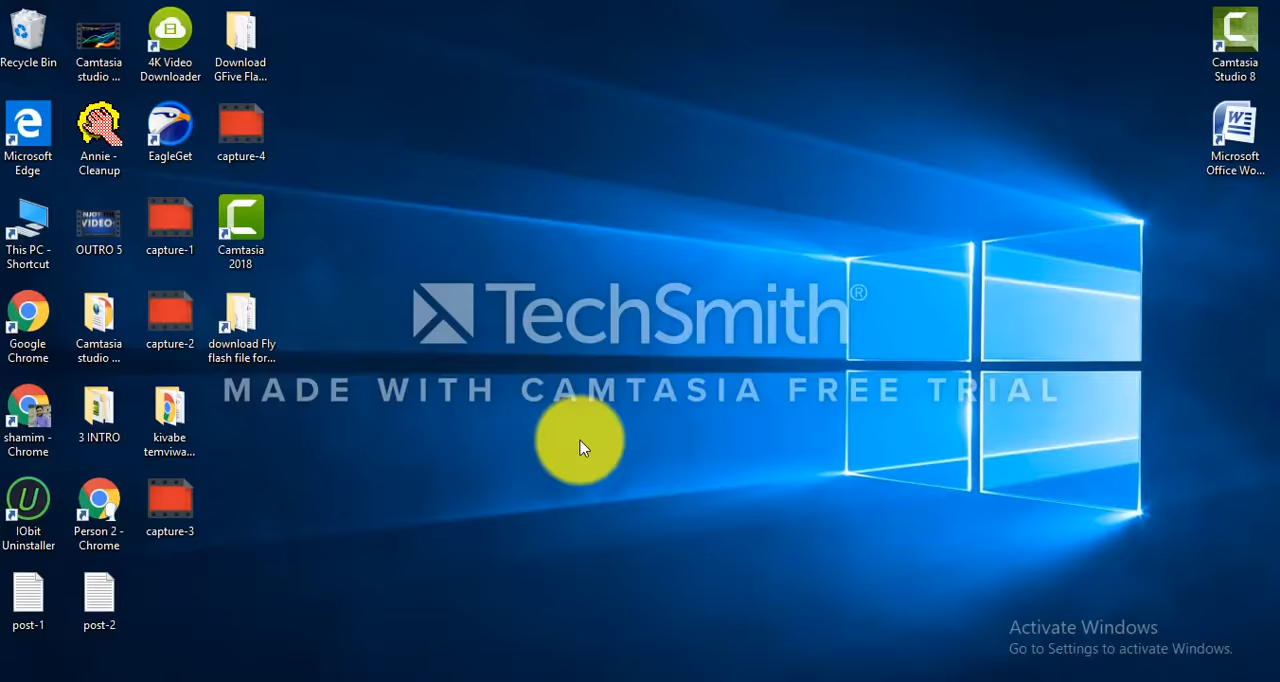 Recycle Bin
Camtasia
studio ...
4K Video
Downloader
Download
GFive Fla...
Camtasia
Studio 8
Microsoft
Edge
Annie -
Cleanup
EagleGet
capture-4
Microsoft
Office Wo...
This PC -
Shortcut
OUTRO 5
capture-1
Camtasia
2018
TechSmith®
MADE WITH CAMTASIA FREE TRIAL
Google
Chrome
Camtasia
studio ...
capture-2
download Fly
flash file for...
shamim -
Chrome
3 INTRO
kivabe
temviwa...
IObit
Uninstaller
Person 2 -
Chrome
capture-3
post-1
post-2
Activate Windows
Go to Settings to activate Windows.